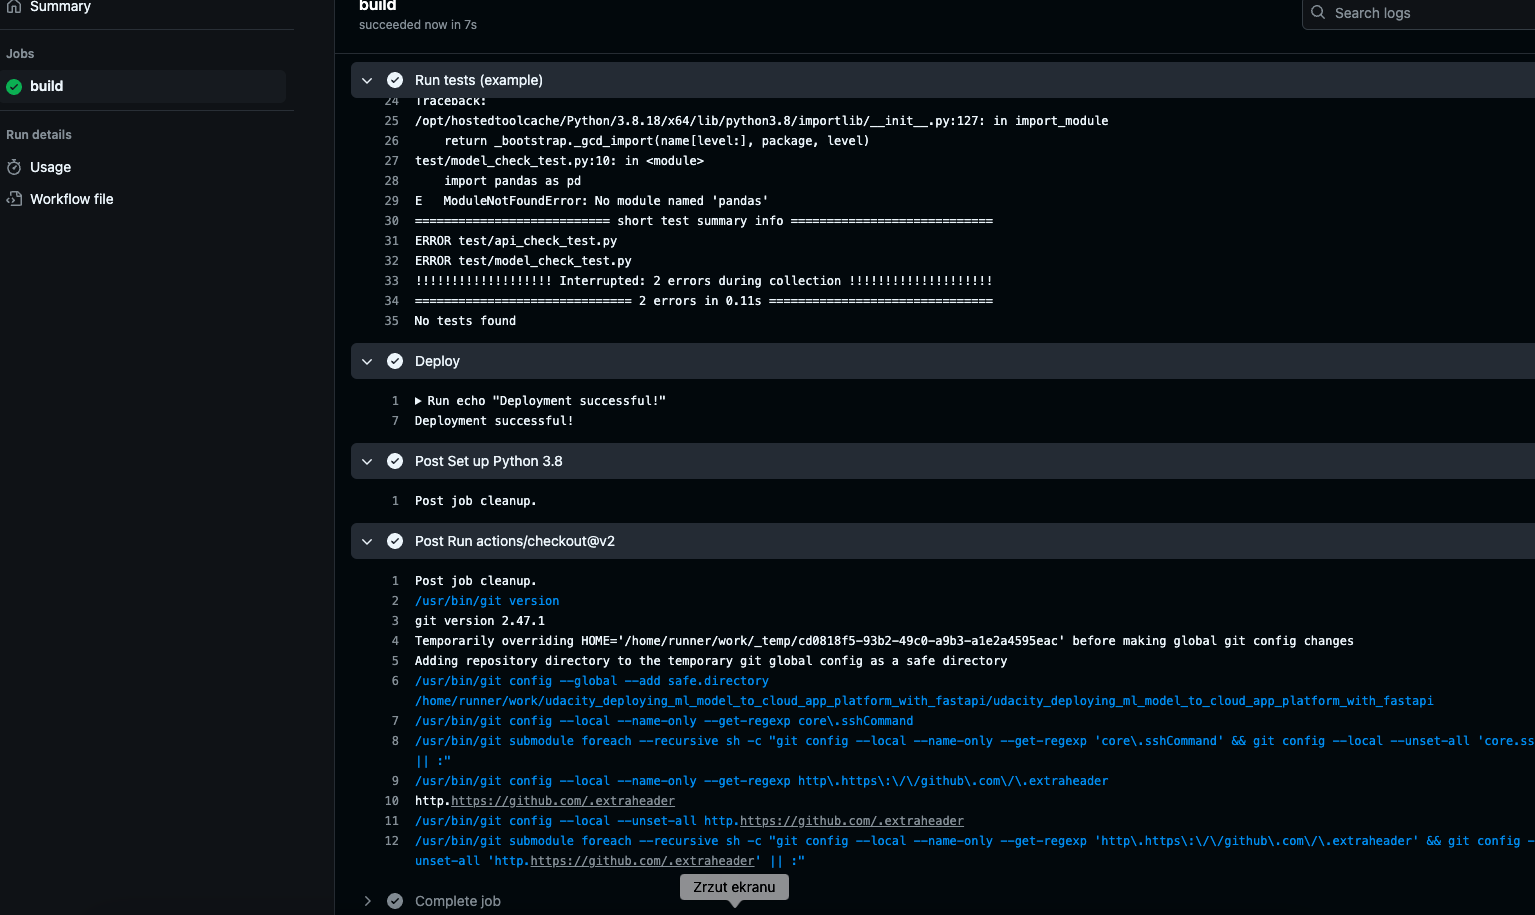 Summary
Jobs
build
Run details
Usage
Workflow file
build
succeeded now in 7s
Search logs
Run tests (example)
24 Traceback:
25 /opt/hostedtoolcache/Python/3.8.18/x64/lib/python3.8/importlib/__init__.py:127: in import_module
26 return _bootstrap._gcd_import(name[level:], package, level)
27 test/model_check_test.py:10: in <module>
28 import pandas as pd
29 E ModuleNotFoundError: No module named 'pandas'
30 =========================== short test summary info ============================
31 ERROR test/api_check_test.py
32 ERROR test/model_check_test.py
33 !!!!!!!!!!!!!!!!!!! Interrupted: 2 errors during collection !!!!!!!!!!!!!!!!!!!!
34 ============================== 2 errors in 0.11s ===============================
35 No tests found
Deploy
1 Run echo "Deployment successful!"
7 Deployment successful!
Post Set up Python 3.8
1 Post job cleanup.
Post Run actions/checkout@v2
1 Post job cleanup.
2 /usr/bin/git version
3 git version 2.47.1
4 Temporarily overriding HOME='/home/runner/work/_temp/cd0818f5-93b2-49c0-a9b3-a1e2a4595eac' before making global git config changes
5 Adding repository directory to the temporary git global config as a safe directory
6 /usr/bin/git config --global --add safe.directory
/home/runner/work/udacity_deploying_ml_model_to_cloud_app_platform_with_fastapi/udacity_deploying_ml_model_to_cloud_app_platform_with_fastapi
7 /usr/bin/git config --local --name-only --get-regexp core\.sshCommand
8 /usr/bin/git submodule foreach --recursive sh -c "git config --local --name-only --get-regexp 'core\.sshCommand' && git config --local --unset-all 'core.ss
|| :"
9 /usr/bin/git config --local --name-only --get-regexp http\.https\:\/\/github\.com\/\.extraheader
10 http.https://github.com/.extraheader
11 /usr/bin/git config --local --unset-all http.https://github.com/.extraheader
12 /usr/bin/git submodule foreach --recursive sh -c "git config --local --name-only --get-regexp 'http\.https\:\/\/github\.com\/\.extraheader' && git config -
unset-all 'http.https://github.com/.extraheader' || :"
Zrzut ekranu
Complete job